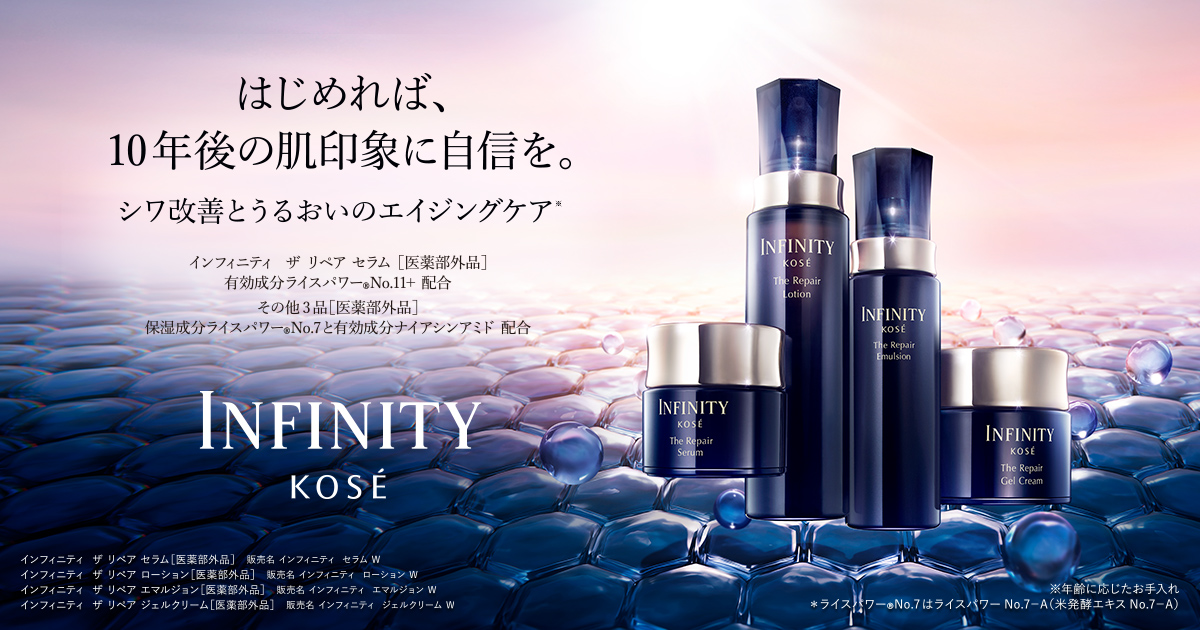 はじめれば、
10年後の肌印象に自信を。
シワ改善とうるおいのエイジングケア※
インフィニティ ザ リペア セラム [医薬部外品]
有効成分ライスパワー®No.11+ 配合
その他3品[医薬部外品]
保湿成分ライスパワー®No.7と有効成分ナイアシンアミド 配合
INFINITY
KOSÉ
INFINITY
KOSÉ
The Repair
Serum
INFINITY
KOSÉ
The Repair
Lotion
INFINITY
KOSÉ
The Repair
Emulsion
INFINITY
KOSÉ
The Repair
Gel Cream
インフィニティ ザ リペア セラム[医薬部外品] 販売名 インフィニティ セラム W
インフィニティ ザ リペア ローション[医薬部外品] 販売名 インフィニティ ローション W
インフィニティ ザ リペア エマルジョン[医薬部外品] 販売名 インフィニティ エマルジョン W
インフィニティ ザ リペア ジェルクリーム[医薬部外品] 販売名 インフィニティ ジェルクリーム W
※年齢に応じたお手入れ
*ライスパワー®No.7はライスパワー No.7-A(米発酵エキス No.7-A)